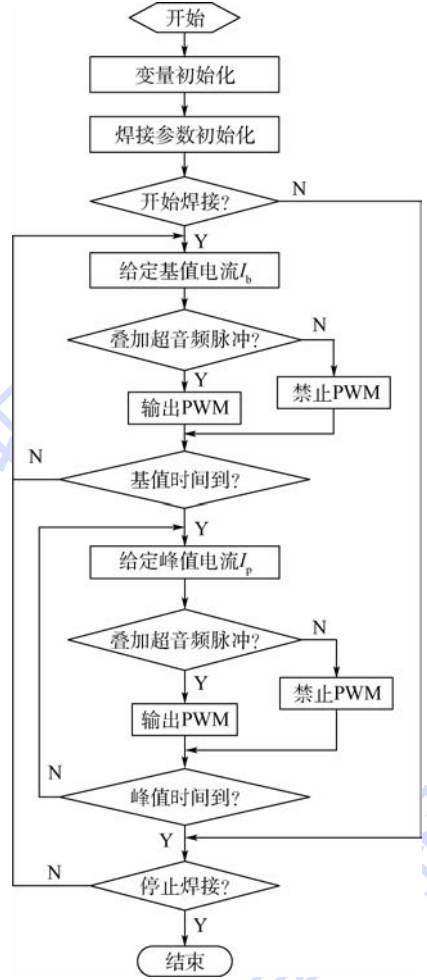 开始
变量初始化
焊接参数初始化
开始焊接?
N
Y
给定基值电流Ib
叠加超音频脉冲?
N
Y
输出PWM
禁止PWM
N
基值时间到?
Y
给定峰值电流Ip
叠加超音频脉冲?
N
Y
输出PWM
禁止PWM
N
峰值时间到?
Y
N
停止焊接?
Y
结束